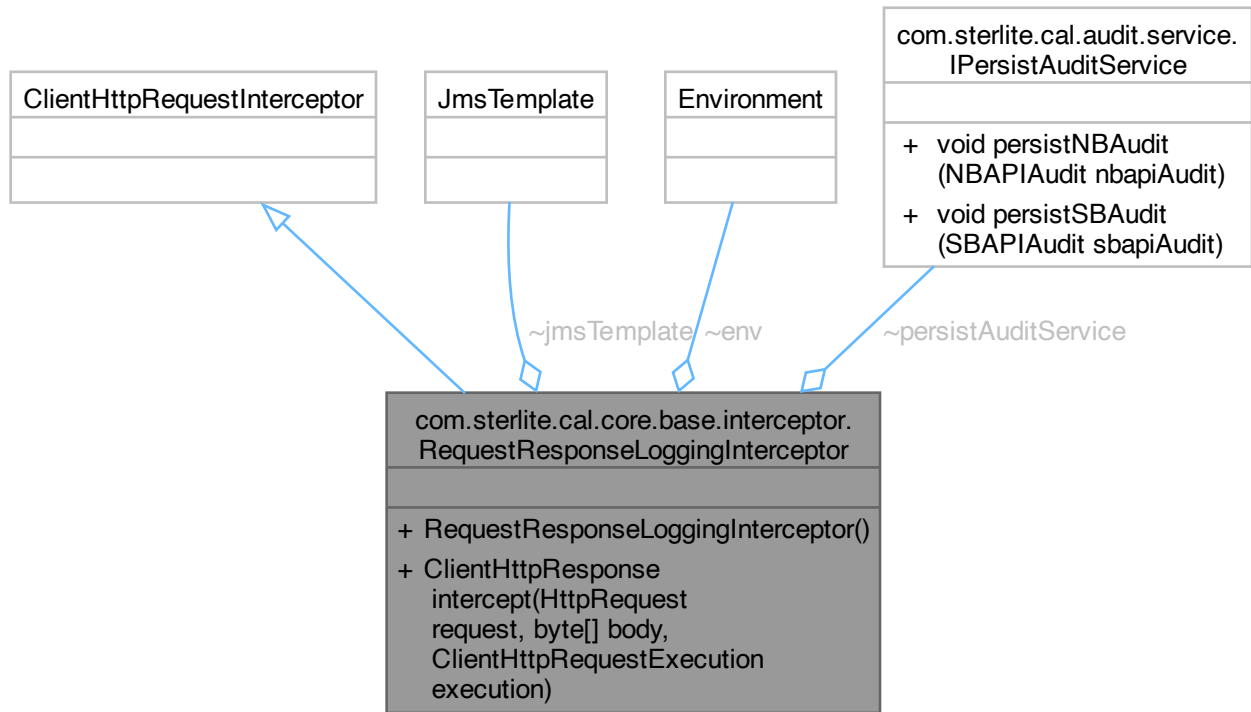 ClientHttpRequestInterceptor
JmsTemplate
Environment
com.sterlite.cal.audit.service.
IPersistAuditService
+ void persistNBAudit
(NBAPIAudit nbapiAudit)
+ void persistSBAudit
(SBAPIAudit sbapiAudit)
~jmsTemplate
~env
~persistAuditService
com.sterlite.cal.core.base.interceptor.
RequestResponseLoggingInterceptor
+ RequestResponseLoggingInterceptor()
+ ClientHttpResponse
intercept(HttpRequest
request, byte[] body,
ClientHttpRequestExecution
execution)